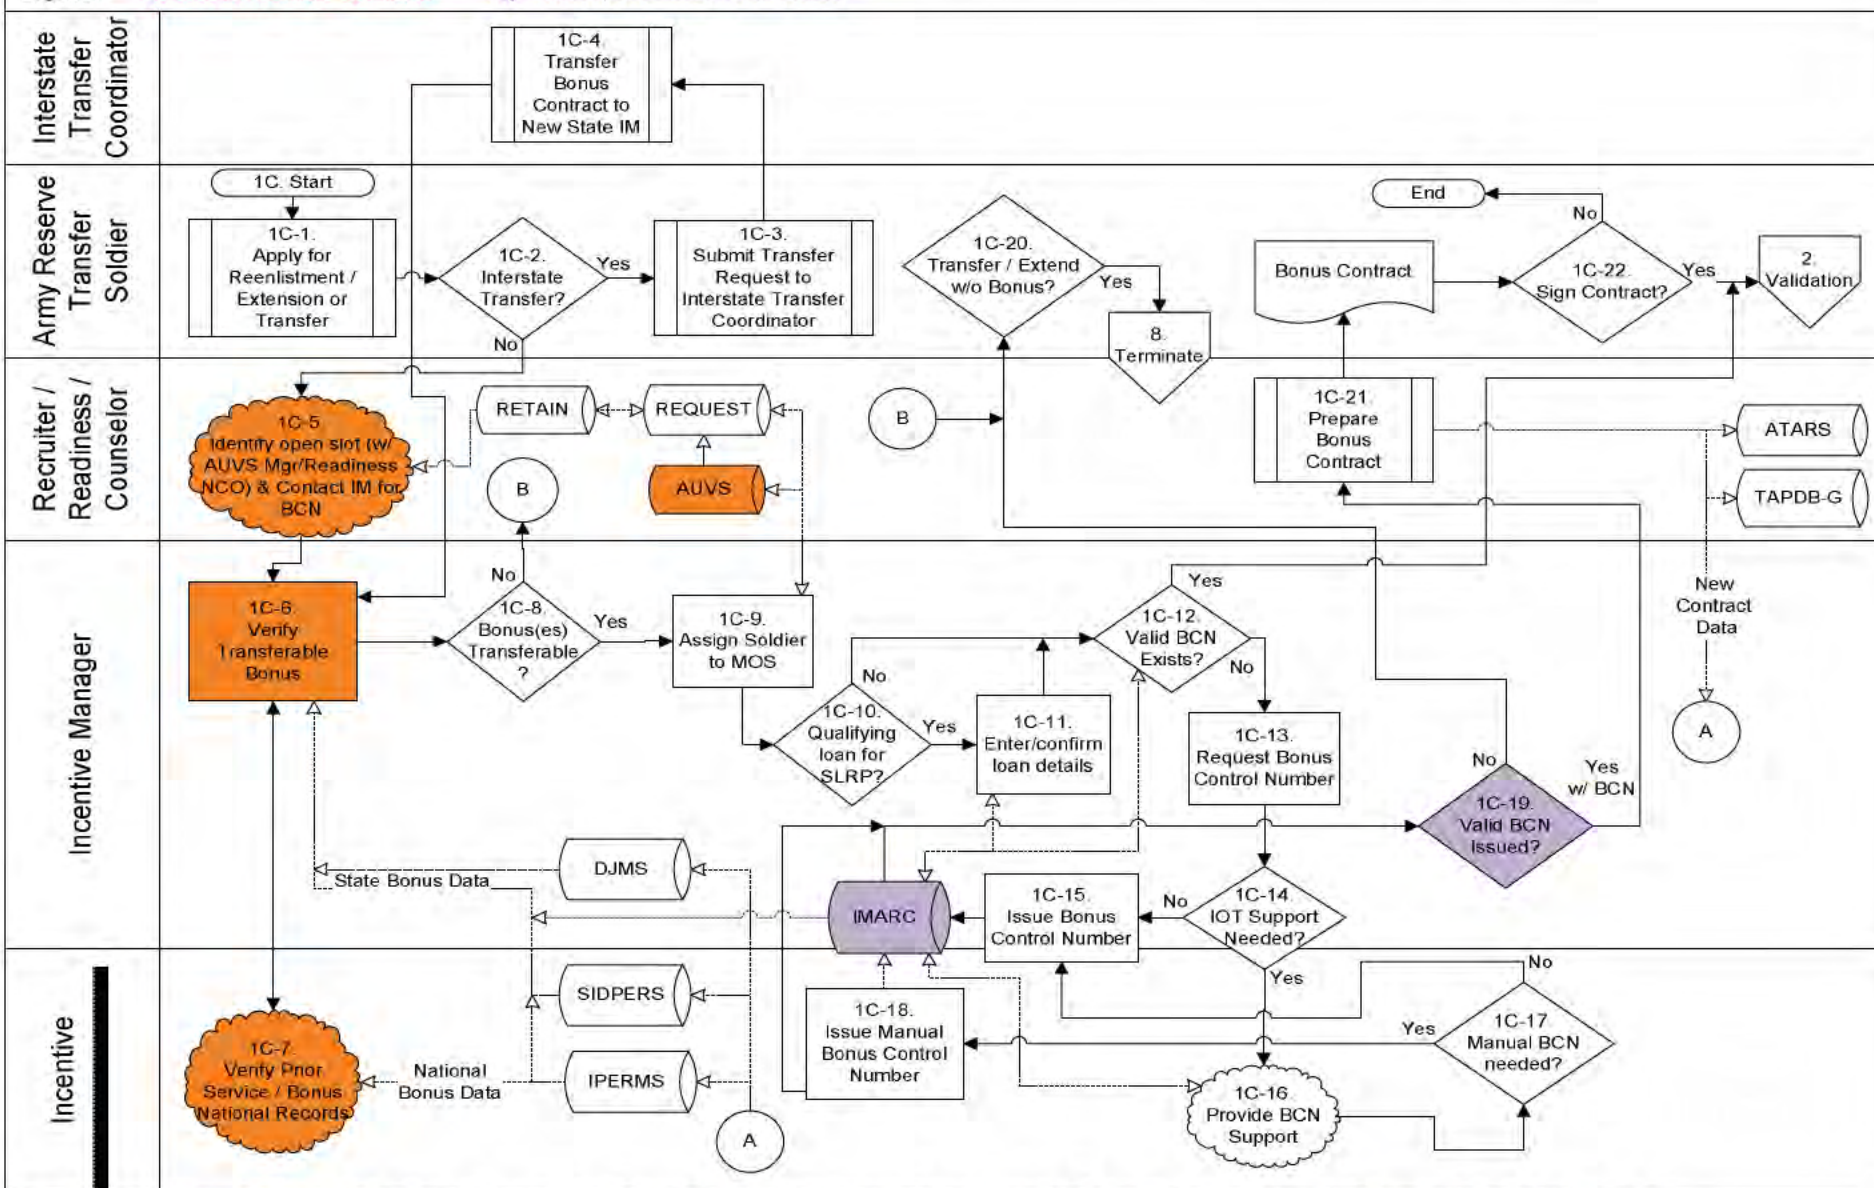 Interstate
Transfer
Coordinator
1C-4.
Transfer
Bonus
Contract to
New State IM
Army Reserve
Transfer
Soldier
1C. Start
1C-1.
Apply for
Reenlistment /
Extension or
Transfer
1C-2.
Interstate
Transfer?
Yes
No
1C-3.
Submit Transfer
Request to
Interstate Transfer
Coordinator
1C-20.
Transfer / Extend
w/o Bonus?
Yes
8.
Terminate
End
No
Bonus Contract
1C-22.
Sign Contract?
Yes
2.
Validation
Recruiter /
Readiness /
Counselor
1C-5.
Identify open slot (w/
AUVS Mgr/Readiness
NCO) & Contact IM for
BCN
RETAIN
REQUEST
AUVS
B
B
1C-21.
Prepare
Bonus
Contract
ATARS
TAPDB-G
Incentive Manager
1C-6.
Verify
Transferable
Bonus
No
1C-8.
Bonus(es)
Transferable
?
Yes
1C-9.
Assign Soldier
to MOS
No
1C-10.
Qualifying
loan for
SLRP?
Yes
1C-11.
Enter/confirm
loan details
Yes
1C-12.
Valid BCN
Exists?
No
1C-13.
Request Bonus
Control Number
New
Contract
Data
A
No
Yes
w/ BCN
1C-19.
Valid BCN
Issued?
DJMS
State Bonus Data
IMARC
1C-15.
Issue Bonus
Control Number
No
1C-14.
IOT Support
Needed?
Yes
Incentive
1C-7.
Verify Prior
Service / Bonus
National Records
National
Bonus Data
SIDPERS
IPERMS
A
1C-18.
Issue Manual
Bonus Control
Number
Yes
No
1C-17.
Manual BCN
needed?
1C-16.
Provide BCN
Support